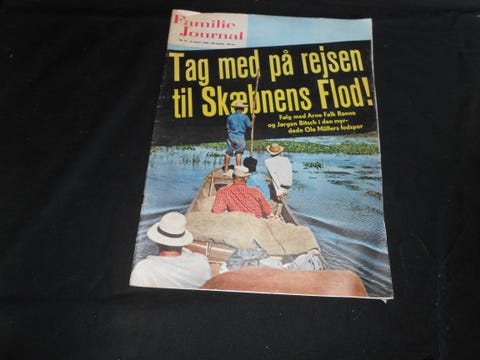 Familie
Journal
Tag med på rejsen
til Skæbnens Flod!
Følg med Arne Falk Rønne
og Jørgen Bitsch i den myr-
dede Ole Müllers fodspor